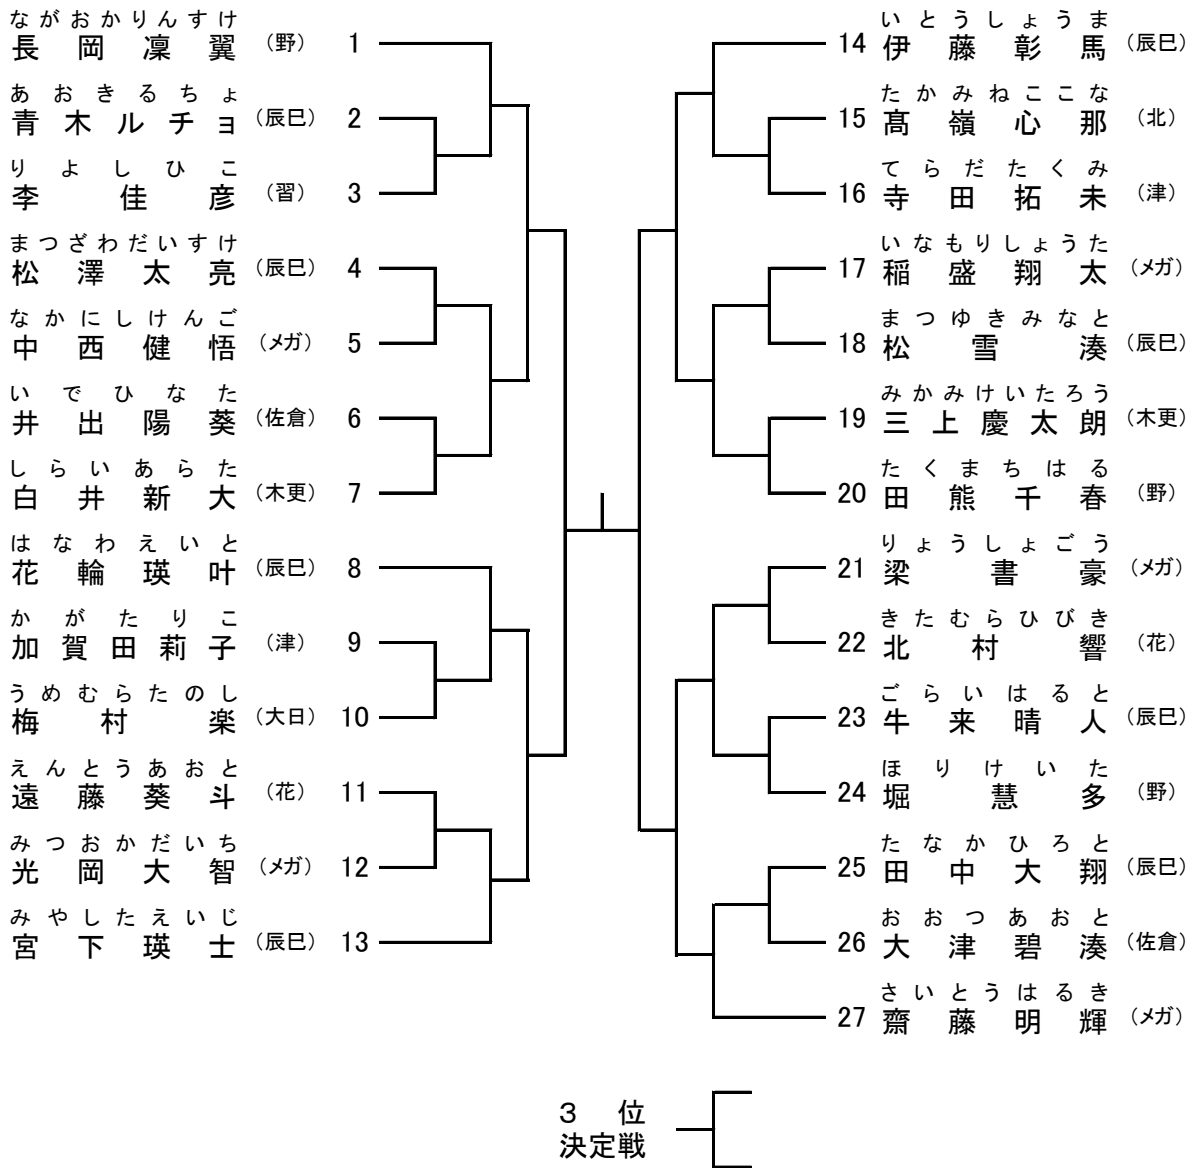 ながおかりんすけ
長岡凜翼 （野） 1
あおきるちょ
青木ルチョ （辰巳） 2
りよしひこ
李佳彦 （習） 3
まつざわだいすけ
松澤太亮 （辰巳） 4
なかにしけんご
中西健悟 （メガ） 5
いでひなた
井出陽葵 （佐倉） 6
しらいあらた
白井新大 （木更） 7
はなわえいと
花輪瑛叶 （辰巳） 8
かがたりこ
加賀田莉子 （津） 9
うめむらたのし
梅村楽 （大日） 10
えんとうあおと
遠藤葵斗 （花） 11
みつおかだいち
光岡大智 （メガ） 12
みやしたえいじ
宮下瑛士 （辰巳） 13
いとうしょうま
14 伊藤彰馬 （辰巳）
たかみねここな
15 髙嶺心那 （北）
てらだたくみ
16 寺田拓未 （津）
いなもりしょうた
17 稲盛翔太 （メガ）
まつゆきみなと
18 松雪湊 （辰巳）
みかみけいたろう
19 三上慶太朗 （木更）
たくまちはる
20 田熊千春 （野）
りょうしょごう
21 梁書豪 （メガ）
きたむらひびき
22 北村響 （花）
ごらいはると
23 牛来晴人 （辰巳）
ほりけいた
24 堀慧多 （野）
たなかひろと
25 田中大翔 （辰巳）
おおつあおと
26 大津碧湊 （佐倉）
さいとうはるき
27 齋藤明輝 （メガ）
３位
決定戦